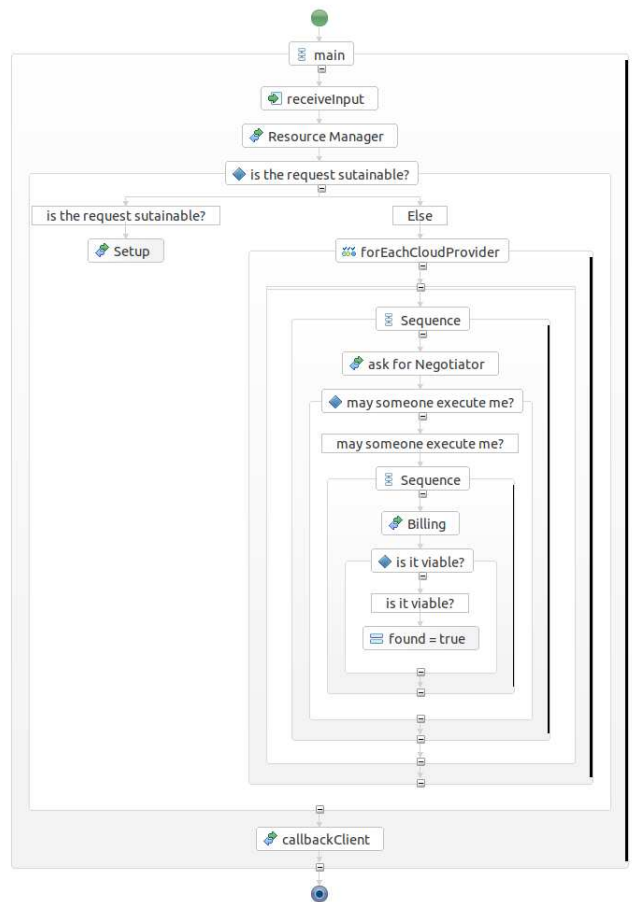 main
receiveInput
Resource Manager
is the request sutainable?
is the request sutainable?
Else
Setup
forEachCloudProvider
Sequence
ask for Negotiator
may someone execute me?
may someone execute me?
Sequence
Billing
is it viable?
is it viable?
found = true
callbackClient